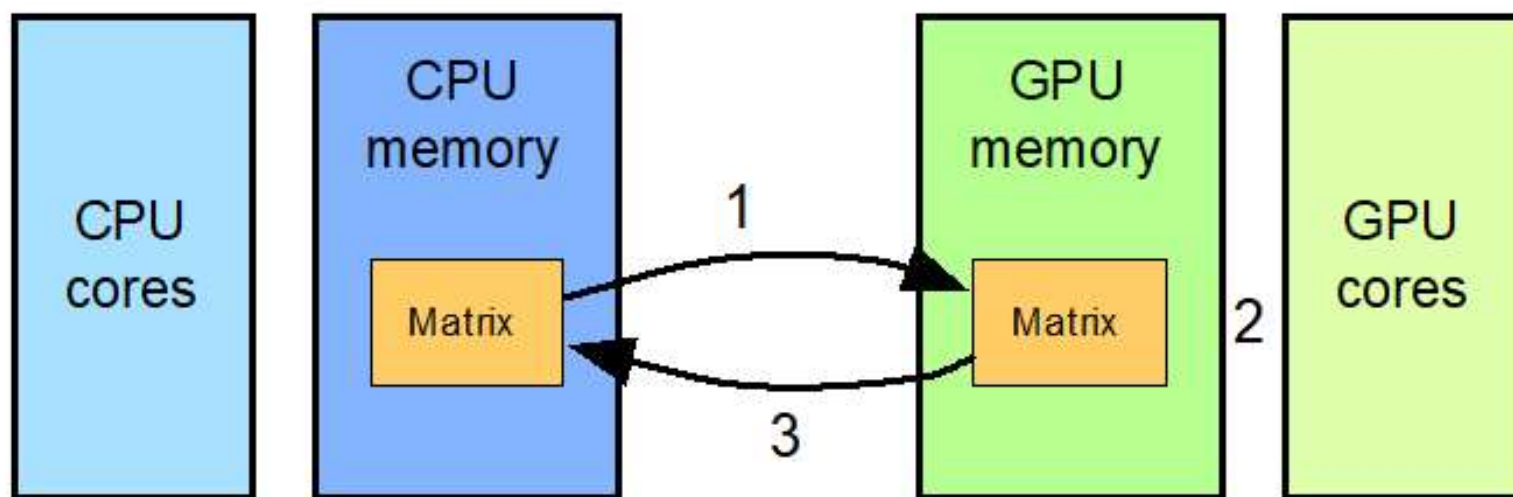 CPU
cores
CPU
memory
Matrix
1
3
GPU
memory
Matrix
2
GPU
cores